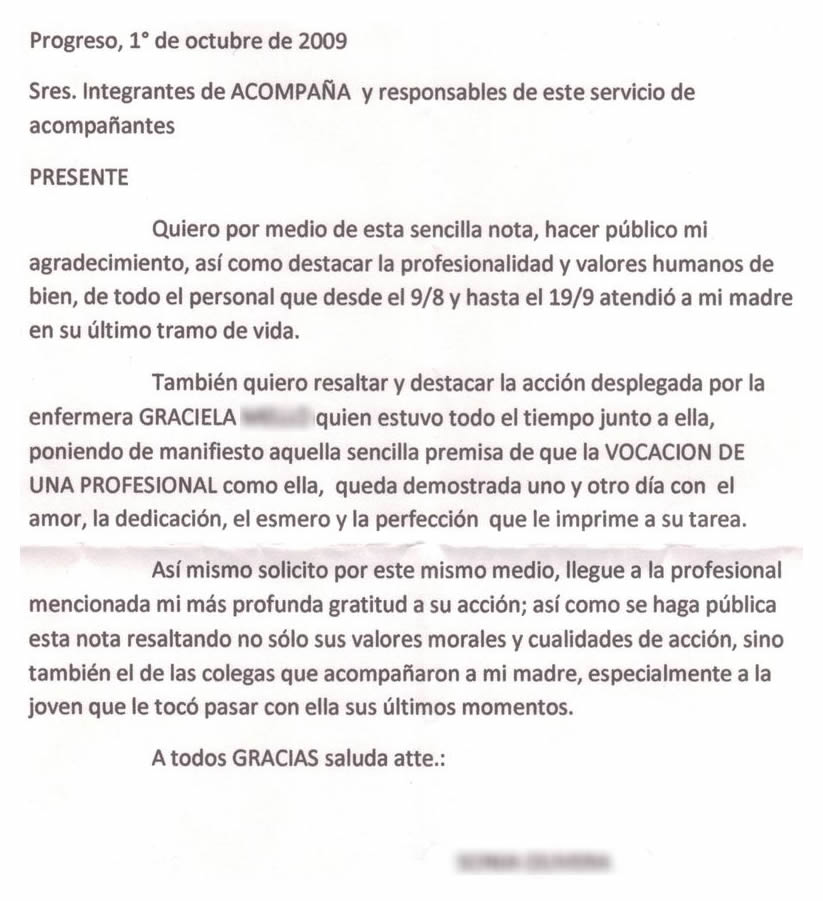 Progreso, 1° de octubre de 2009
Sres. Integrantes de ACOMPAÑA y responsables de este servicio de
acompañantes
PRESENTE
Quiero por medio de esta sencilla nota, hacer público mi
agradecimiento, así como destacar la profesionalidad y valores humanos de
bien, de todo el personal que desde el 9/8 y hasta el 19/9 atendió a mi madre
en su último tramo de vida.
También quiero resaltar y destacar la acción desplegada por la
enfermera GRACIELA quien estuvo todo el tiempo junto a ella,
poniendo de manifiesto aquella sencilla premisa de que la VOCACION DE
UNA PROFESIONAL como ella, queda demostrada uno y otro día con el
amor, la dedicación, el esmero y la perfección que le imprime a su tarea.
Así mismo solicito por este mismo medio, llegue a la profesional
mencionada mi más profunda gratitud a su acción; así como se haga pública
esta nota resaltando no sólo sus valores morales y cualidades de acción, sino
también el de las colegas que acompañaron a mi madre, especialmente a la
joven que le tocó pasar con ella sus últimos momentos.
A todos GRACIAS saluda atte.: